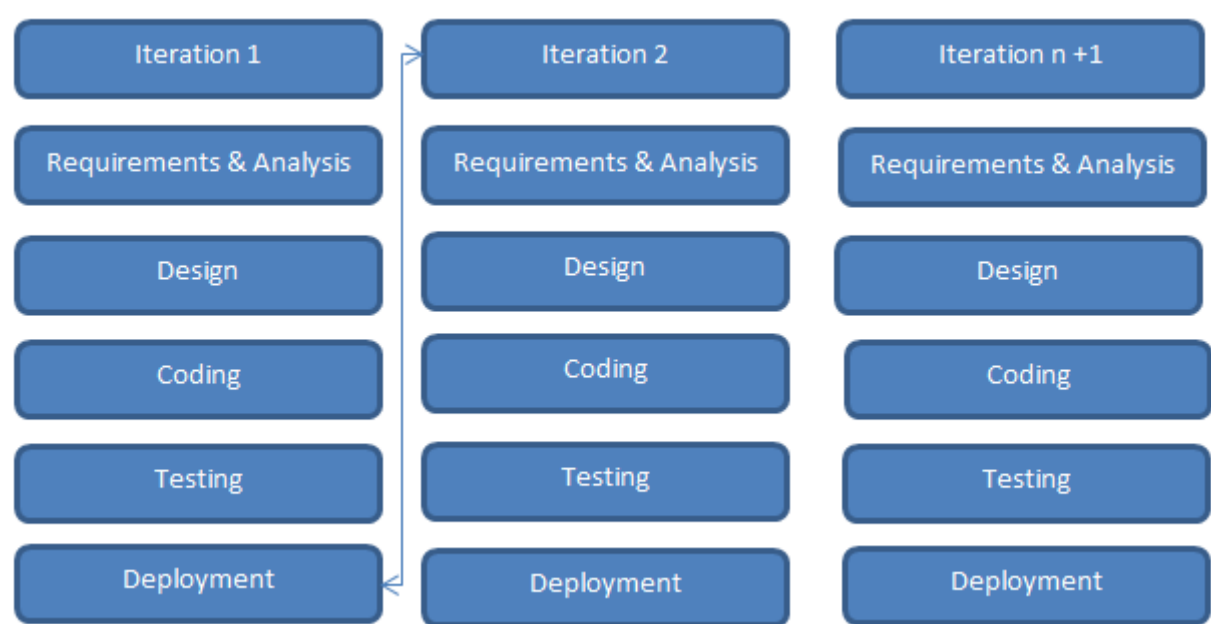 Iteration 1
Iteration 2
Iteration n +1
Requirements & Analysis
Requirements & Analysis
Requirements & Analysis
Design
Design
Design
Coding
Coding
Coding
Testing
Testing
Testing
Deployment
Deployment
Deployment